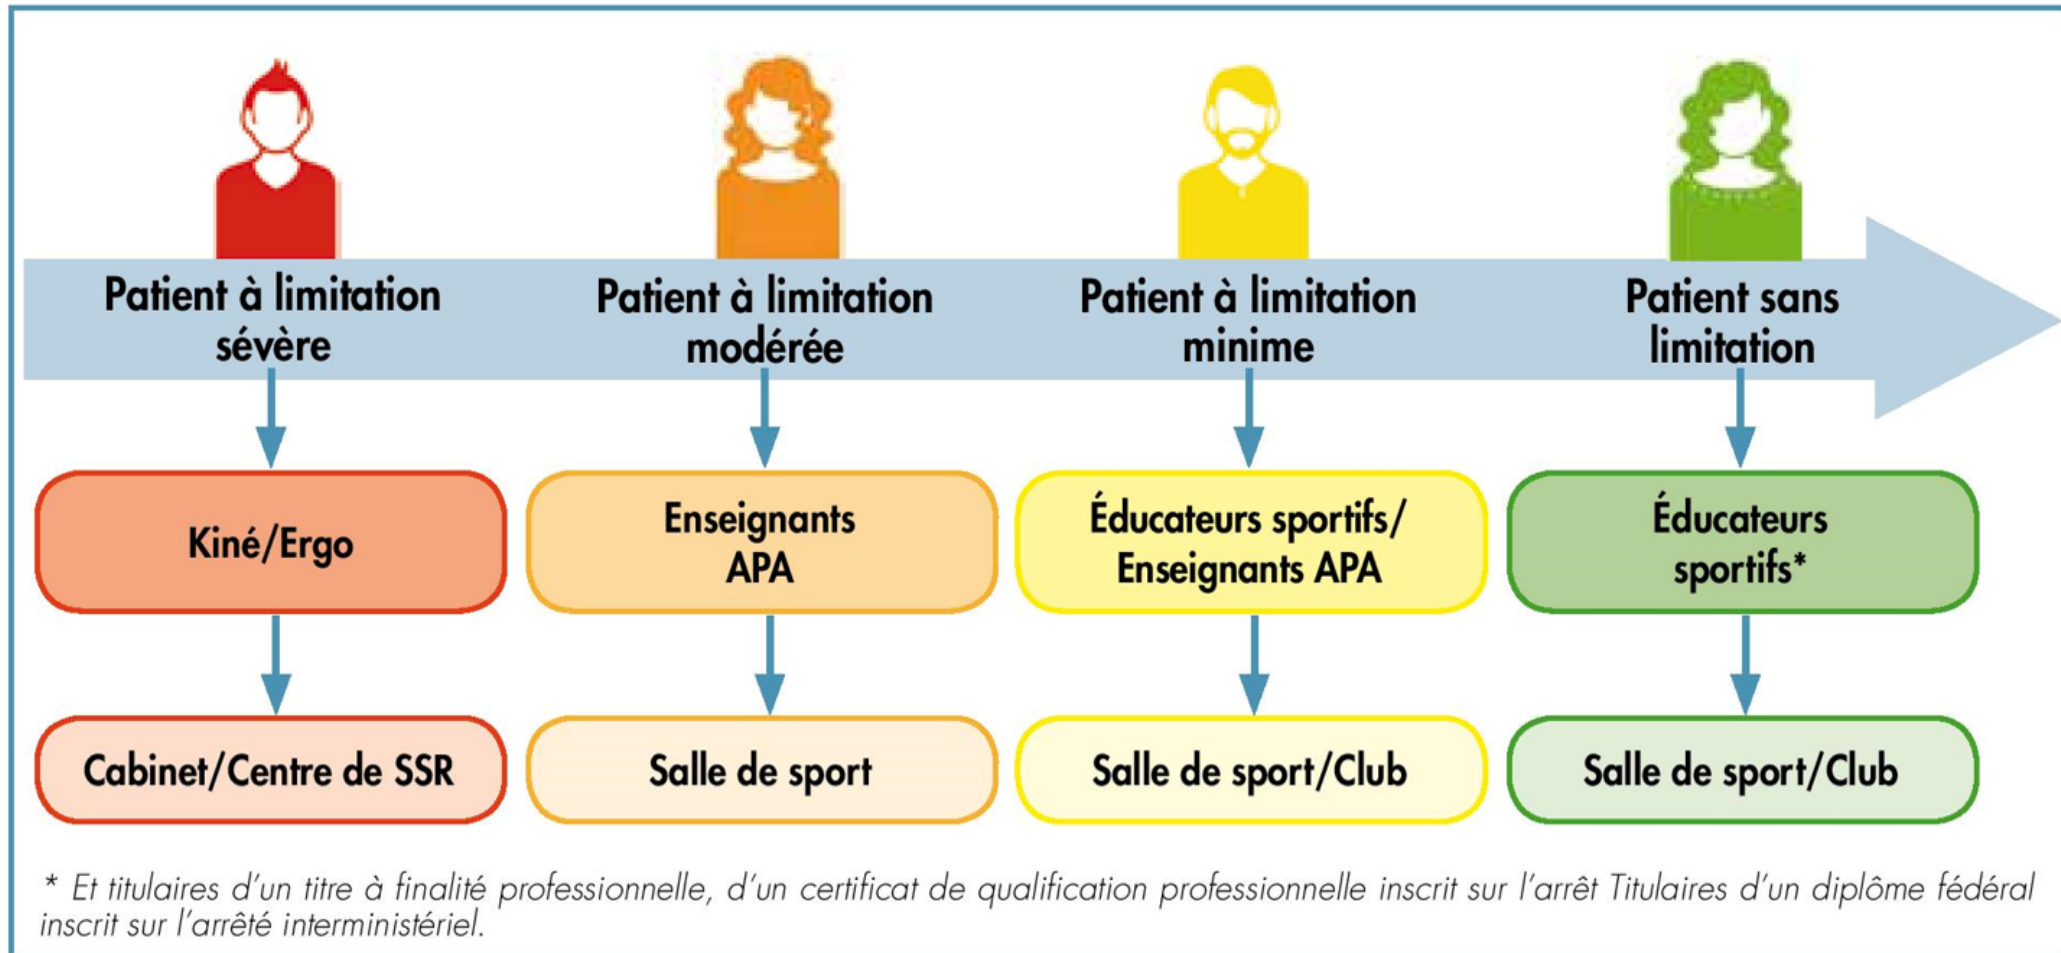 Patient à limitation
sévère
Patient à limitation
modérée
Patient à limitation
minime
Patient sans
limitation
Kiné/Ergo
Enseignants
APA
Éducateurs sportifs/
Enseignants APA
Éducateurs
sportifs*
Cabinet/Centre de SSR
Salle de sport
Salle de sport/Club
Salle de sport/Club
* Et titulaires d'un titre à finalité professionnelle, d'un certificat de qualification professionnelle inscrit sur l'arrêt Titulaires d'un diplôme fédéral
inscrit sur l'arrêté interministériel.